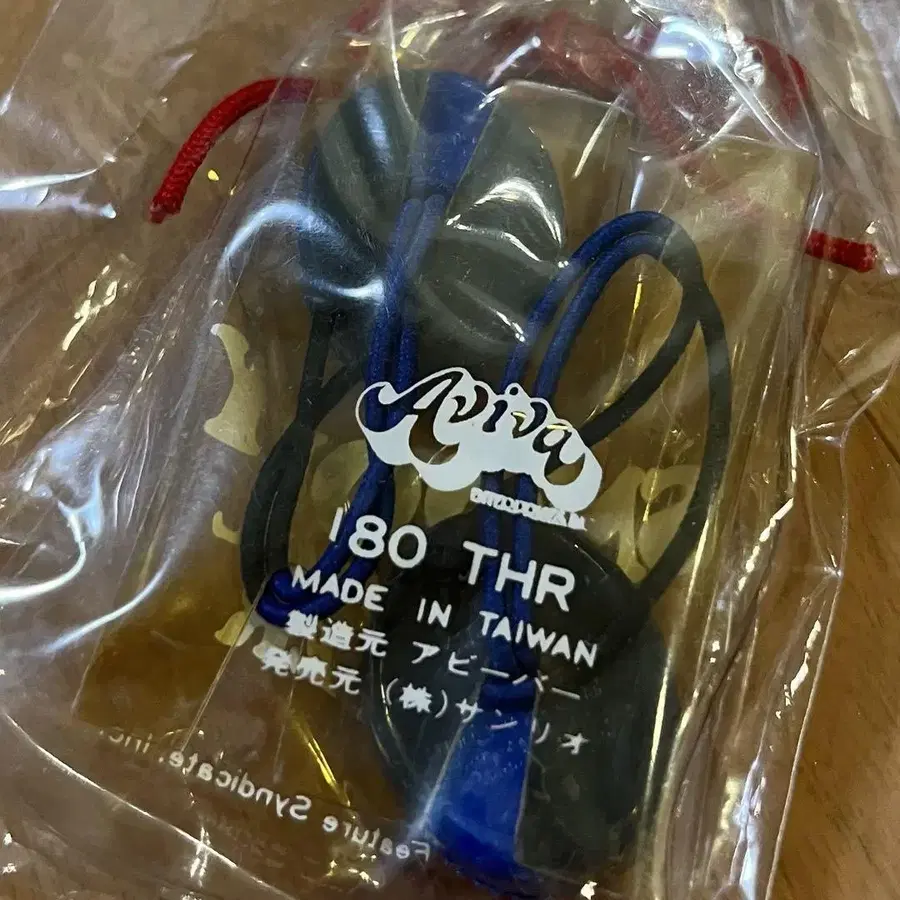 Aviva
180 THR
MADE IN TAIWAN
製造元 アビーバー
発売元 (株)サンリオ
Feature Syndicate, Inc.